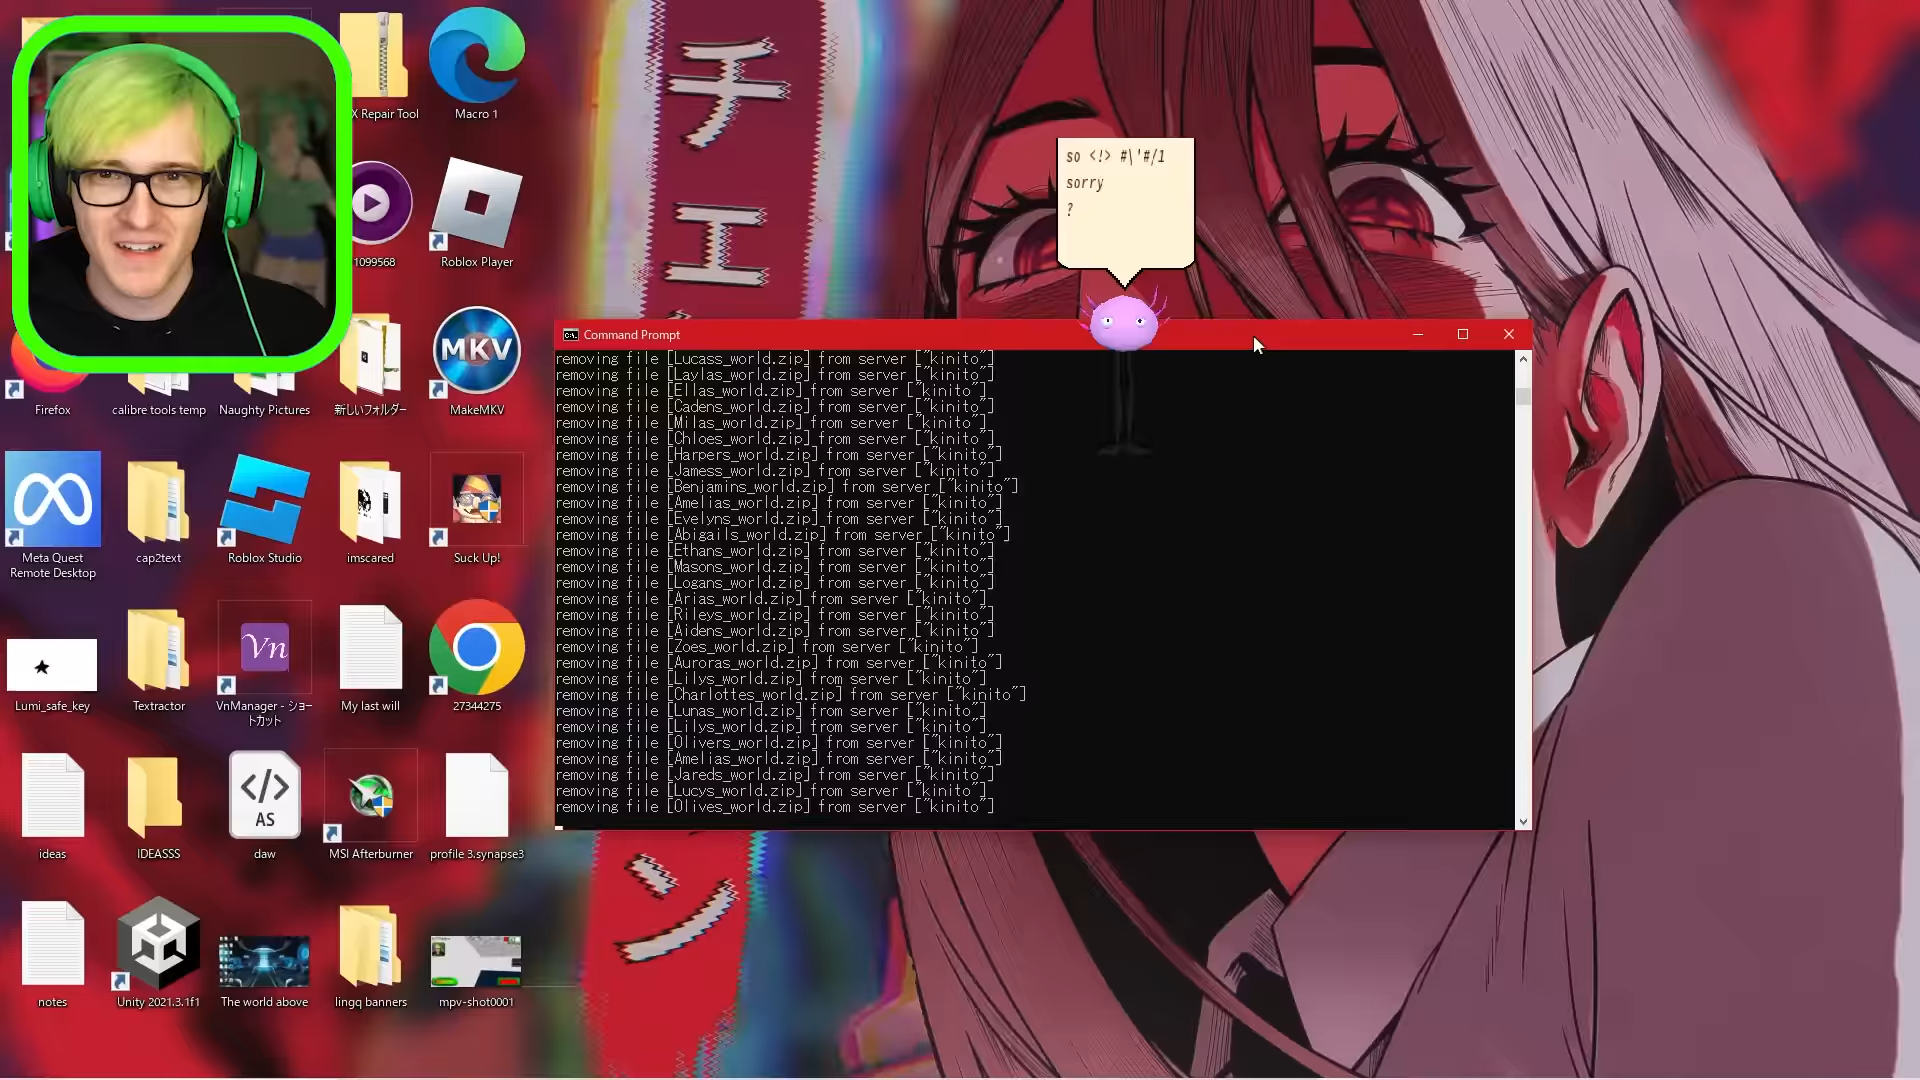 X Repair Tool
Macro 1
1099568
Roblox Player
Firefox
calibre tools temp
Naughty Pictures
新しいフォルダー
MKV
MakeMKV
Meta Quest
Remote Desktop
cap2text
Roblox Studio
imscared
Suck Up!
Lumi_safe_key
Textractor
Vn
VnManager - ショ
ートカット
My last will
27344275
ideas
IDEASSS
</>
AS
daw
MSI Afterburner
profile 3.synapse3
notes
Unity 2021.3.1f1
The world above
lingq banners
mpv-shot0001
チ
エ
ン
so <!> #\'#/1
sorry
?
C:\.
Command Prompt
removing file [Lucass_world.zip] from server ["kinito"]
removing file [Laylas_world.zip] from server ["kinito"]
removing file [Ellas_world.zip] from server ["kinito"]
removing file [Cadens_world.zip] from server ["kinito"]
removing file [Milas_world.zip] from server ["kinito"]
removing file [Chloes_world.zip] from server ["kinito"]
removing file [Harpers_world.zip] from server ["kinito"]
removing file [Jamess_world.zip] from server ["kinito"]
removing file [Benjamins_world.zip] from server ["kinito"]
removing file [Amelias_world.zip] from server ["kinito"]
removing file [Evelyns_world.zip] from server ["kinito"]
removing file [Abigails_world.zip] from server ["kinito"]
removing file [Ethans_world.zip] from server ["kinito"]
removing file [Masons_world.zip] from server ["kinito"]
removing file [Logans_world.zip] from server ["kinito"]
removing file [Arias_world.zip] from server ["kinito"]
removing file [Rileys_world.zip] from server ["kinito"]
removing file [Aidens_world.zip] from server ["kinito"]
removing file [Zoes_world.zip] from server ["kinito"]
removing file [Auroras_world.zip] from server ["kinito"]
removing file [Lilys_world.zip] from server ["kinito"]
removing file [Charlottes_world.zip] from server ["kinito"]
removing file [Lunas_world.zip] from server ["kinito"]
removing file [Lilys_world.zip] from server ["kinito"]
removing file [Olivers_world.zip] from server ["kinito"]
removing file [Amelias_world.zip] from server ["kinito"]
removing file [Jareds_world.zip] from server ["kinito"]
removing file [Lucys_world.zip] from server ["kinito"]
removing file [Olives_world.zip] from server ["kinito"]